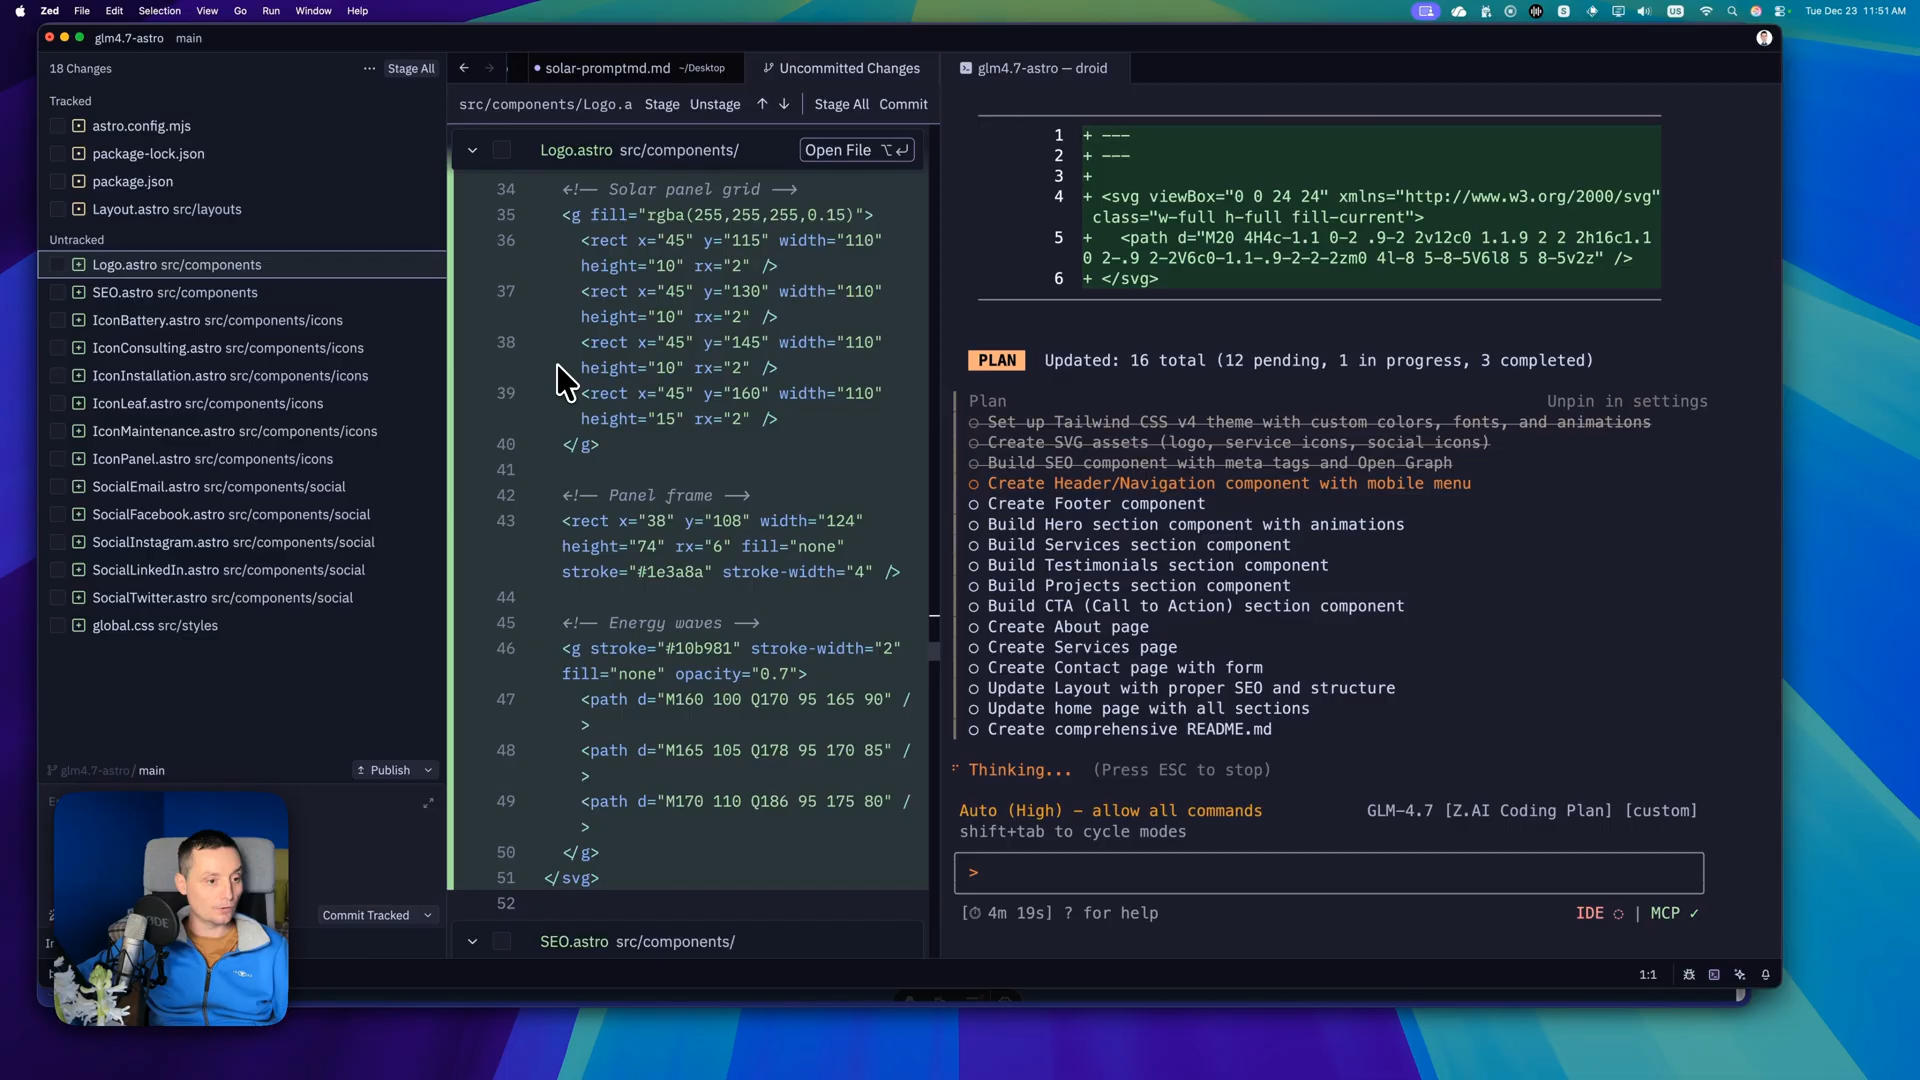 Zed File Edit Selection View Go Run Window Help
US Tue Dec 23 11:51 AM
glm4.7-astro main
18 Changes ··· Stage All
Tracked
astro.config.mjs
package-lock.json
package.json
Layout.astro src/layouts
Untracked
Logo.astro src/components
SEO.astro src/components
IconBattery.astro src/components/icons
IconConsulting.astro src/components/icons
IconInstallation.astro src/components/icons
IconLeaf.astro src/components/icons
IconMaintenance.astro src/components/icons
IconPanel.astro src/components/icons
SocialEmail.astro src/components/social
SocialFacebook.astro src/components/social
SocialInstagram.astro src/components/social
SocialLinkedIn.astro src/components/social
SocialTwitter.astro src/components/social
global.css src/styles
glm4.7-astro / main Publish
Commit Tracked
solar-promptmd.md ~/Desktop Uncommitted Changes
src/components/Logo.a Stage Unstage ↑ ↓ Stage All Commit
Logo.astro src/components/ Open File ⌥↵
34 <!-- Solar panel grid -->
35 <g fill="rgba(255,255,255,0.15)">
36 <rect x="45" y="115" width="110"
height="10" rx="2" />
37 <rect x="45" y="130" width="110"
height="10" rx="2" />
38 <rect x="45" y="145" width="110"
height="10" rx="2" />
39 <rect x="45" y="160" width="110"
height="15" rx="2" />
40 </g>
41
42 <!-- Panel frame -->
43 <rect x="38" y="108" width="124"
height="74" rx="6" fill="none"
stroke="#1e3a8a" stroke-width="4" />
44
45 <!-- Energy waves -->
46 <g stroke="#10b981" stroke-width="2"
fill="none" opacity="0.7">
47 <path d="M160 100 Q170 95 165 90" /
>
48 <path d="M165 105 Q178 95 170 85" /
>
49 <path d="M170 110 Q186 95 175 80" /
>
50 </g>
51 </svg>
52
SEO.astro src/components/
glm4.7-astro — droid
1 + ---
2 + ---
3 +
4 + <svg viewBox="0 0 24 24" xmlns="http://www.w3.org/2000/svg"
class="w-full h-full fill-current">
5 + <path d="M20 4H4c-1.1 0-2 .9-2 2v12c0 1.1.9 2 2 2h16c1.1
0 2-.9 2-2V6c0-1.1-.9-2-2-2zm0 4l-8 5-8-5V6l8 5 8-5v2z" />
6 + </svg>
PLAN Updated: 16 total (12 pending, 1 in progress, 3 completed)
Plan Unpin in settings
○ Set up Tailwind CSS v4 theme with custom colors, fonts, and animations
○ Create SVG assets (logo, service icons, social icons)
○ Build SEO component with meta tags and Open Graph
○ Create Header/Navigation component with mobile menu
○ Create Footer component
○ Build Hero section component with animations
○ Build Services section component
○ Build Testimonials section component
○ Build Projects section component
○ Build CTA (Call to Action) section component
○ Create About page
○ Create Services page
○ Create Contact page with form
○ Update Layout with proper SEO and structure
○ Update home page with all sections
○ Create comprehensive README.md
Thinking... (Press ESC to stop)
Auto (High) – allow all commands GLM-4.7 [Z.AI Coding Plan] [custom]
shift+tab to cycle modes
>
[⏱ 4m 19s] ? for help IDE ◌ | MCP ✓
1:1